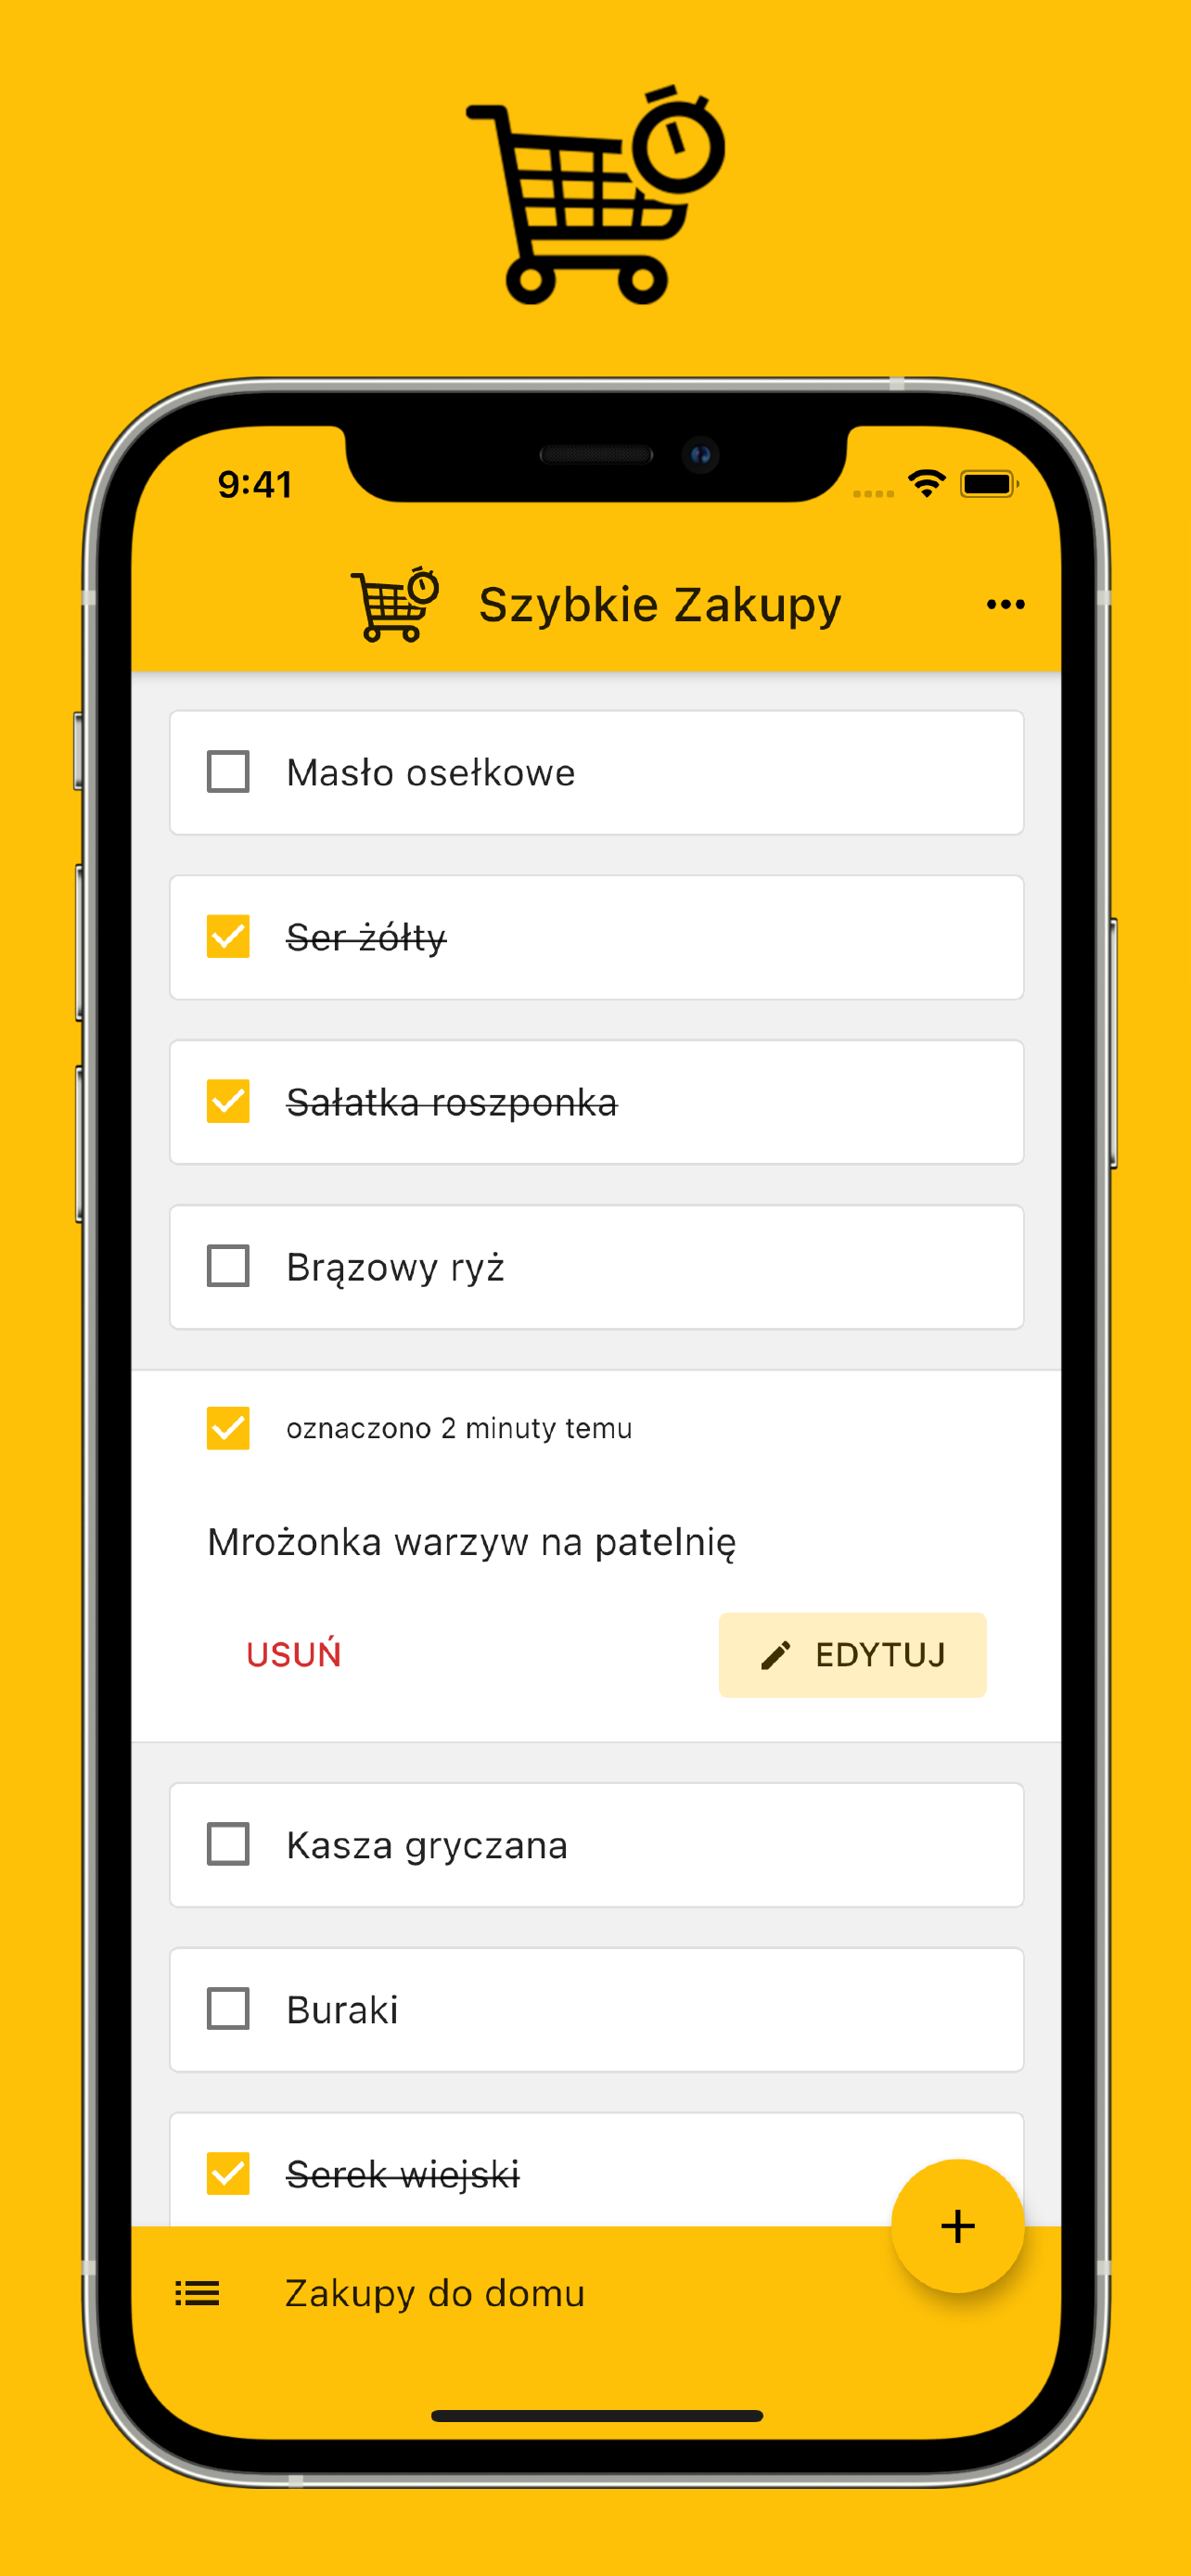 9:41
Szybkie Zakupy
Masło osełkowe
Ser żółty
Sałatka roszponka
Brązowy ryż
oznaczono 2 minuty temu
Mrożonka warzyw na patelnię
USUŃ
EDYTUJ
Kasza gryczana
Buraki
Serek wiejski
Zakupy do domu